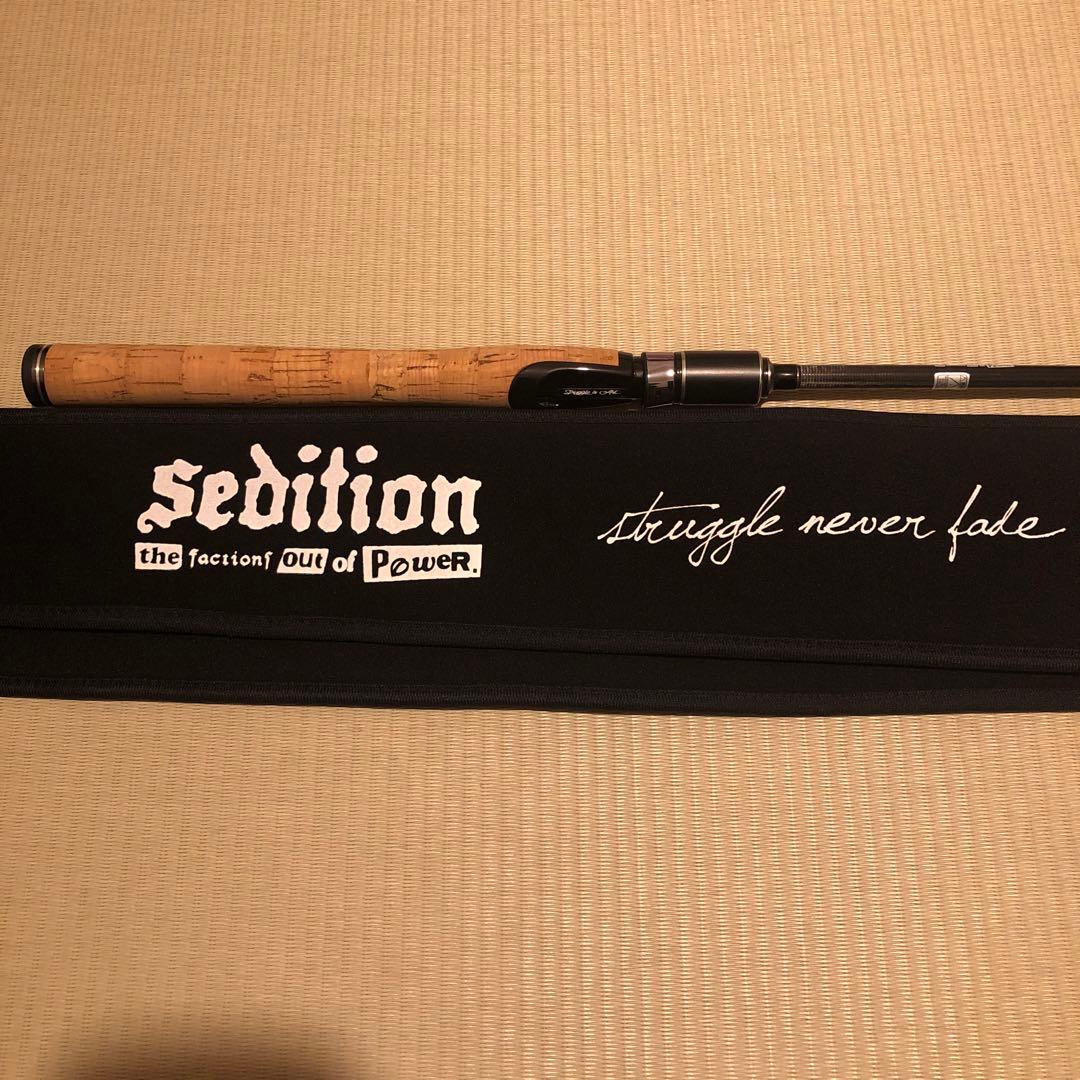 sedition
the factions out of PoweR.
struggle never fade